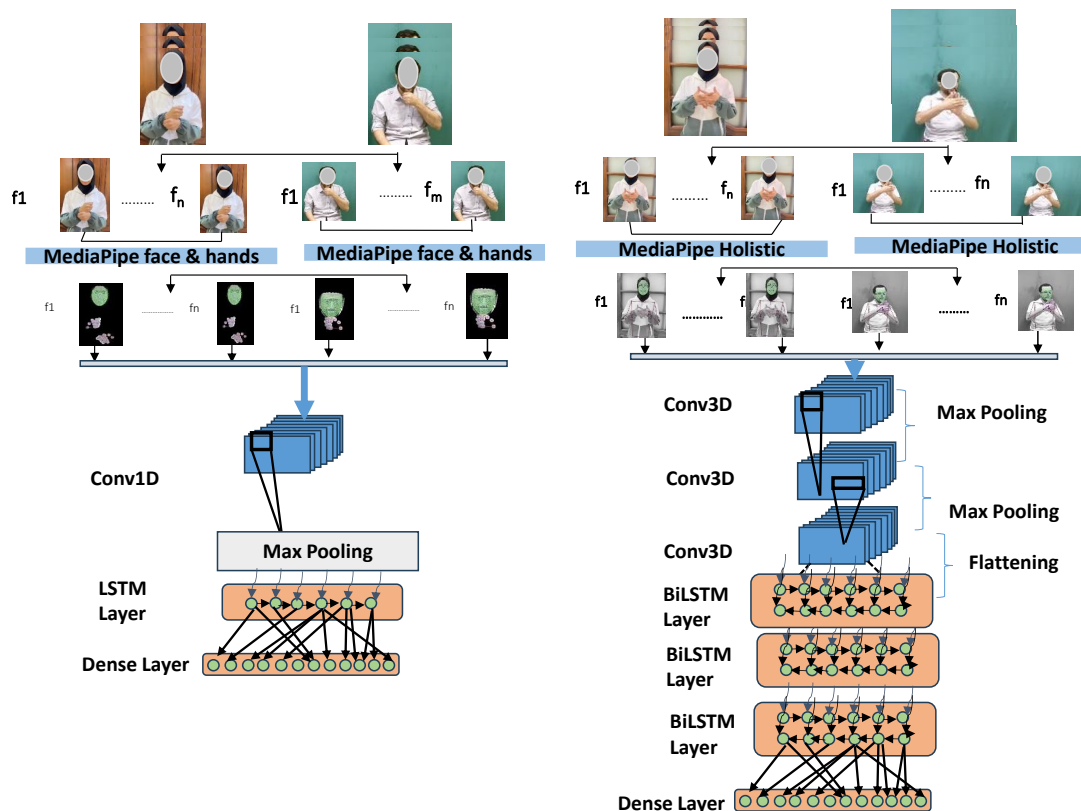 f1
.........
fn
f1
.........
fm
MediaPipe face & hands
MediaPipe face & hands
f1
..............
fn
f1
..............
fn
Conv1D
Max Pooling
LSTM
Layer
Dense Layer
f1
.........
fn
f1
.........
fn
MediaPipe Holistic
MediaPipe Holistic
f1
............
f1
..........
fn
Conv3D
Max Pooling
Conv3D
Max Pooling
Conv3D
Flattening
BiLSTM
Layer
BiLSTM
Layer
BiLSTM
Layer
Dense Layer